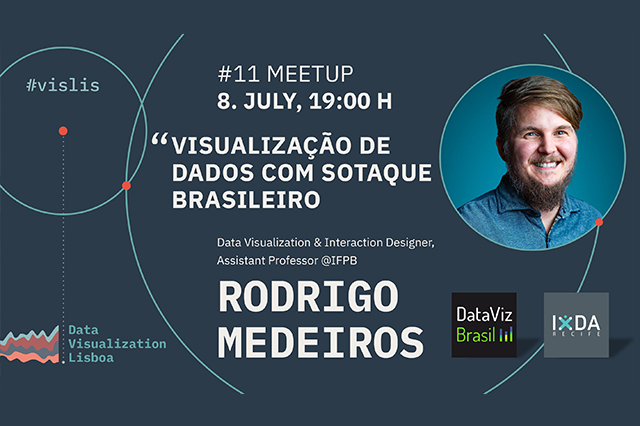 #vislis
#11 MEETUP
8. JULY, 19:00 H
“VISUALIZAÇÃO DE
DADOS COM SOTAQUE
BRASILEIRO
Data Visualization & Interaction Designer,
Assistant Professor @IFPB
RODRIGO
MEDEIROS
Data
Visualization
Lisboa
DataViz
Brasil
IXDA
RECIFE